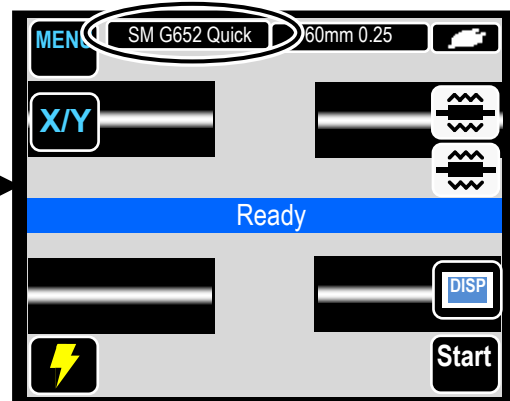 MENU SM G652 Quick 60mm 0.25
X/Y
Ready
DISP
Start